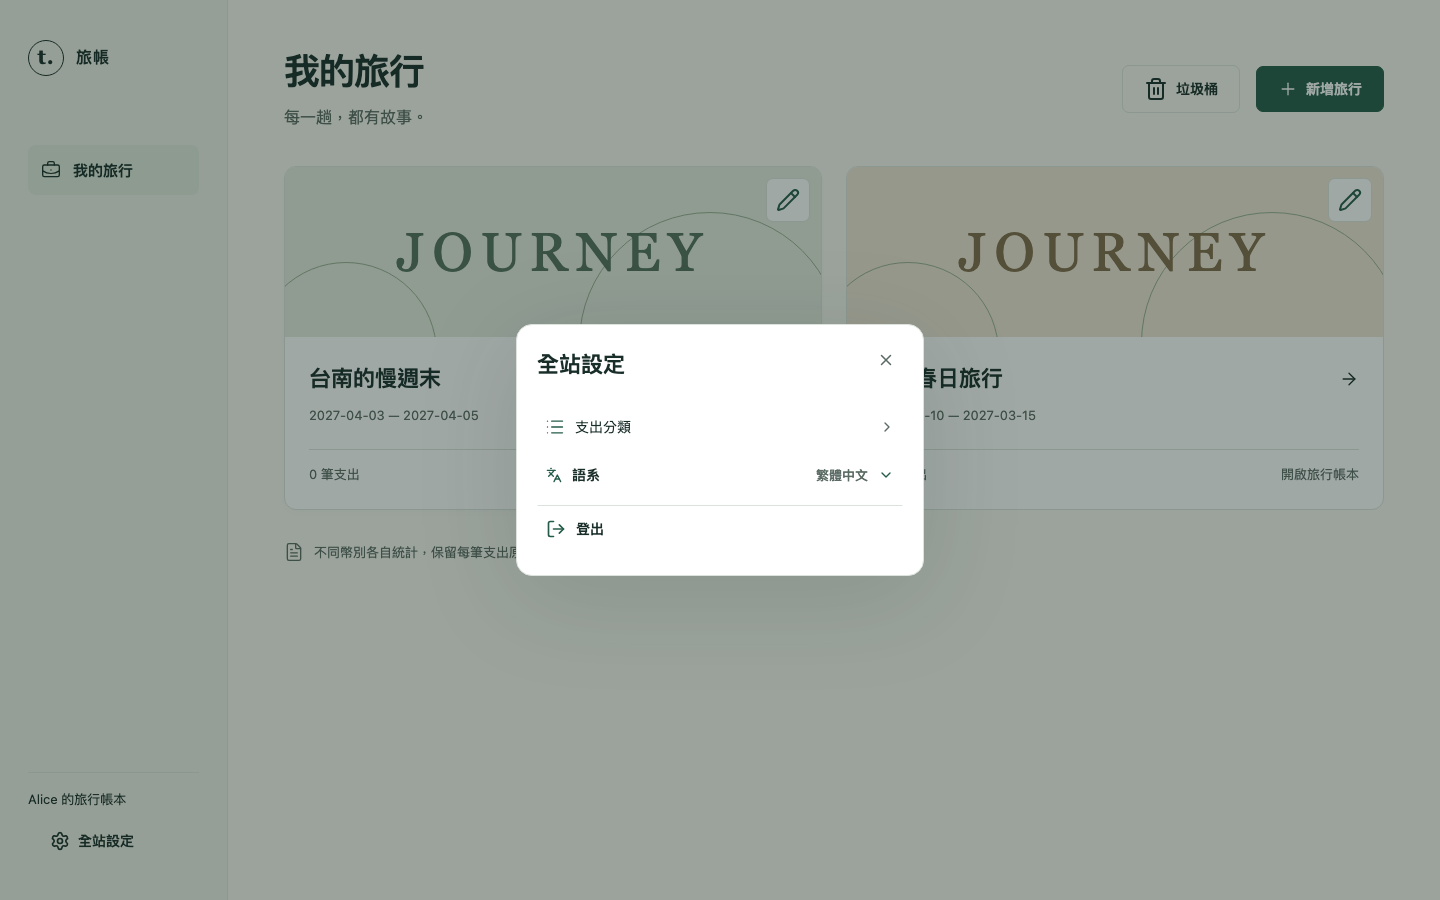 t.
旅帳
我的旅行
Alice 的旅行帳本
全站設定
我的旅行
每一趟，都有故事。
垃圾桶
新增旅行
JOURNEY
台南的慢週末
2027-04-03 — 2027-04-05
0 筆支出
JOURNEY
春日旅行
-10 — 2027-03-15
開啟旅行帳本
不同幣別各自統計，保留每筆支出
全站設定
支出分類
語系
繁體中文
登出